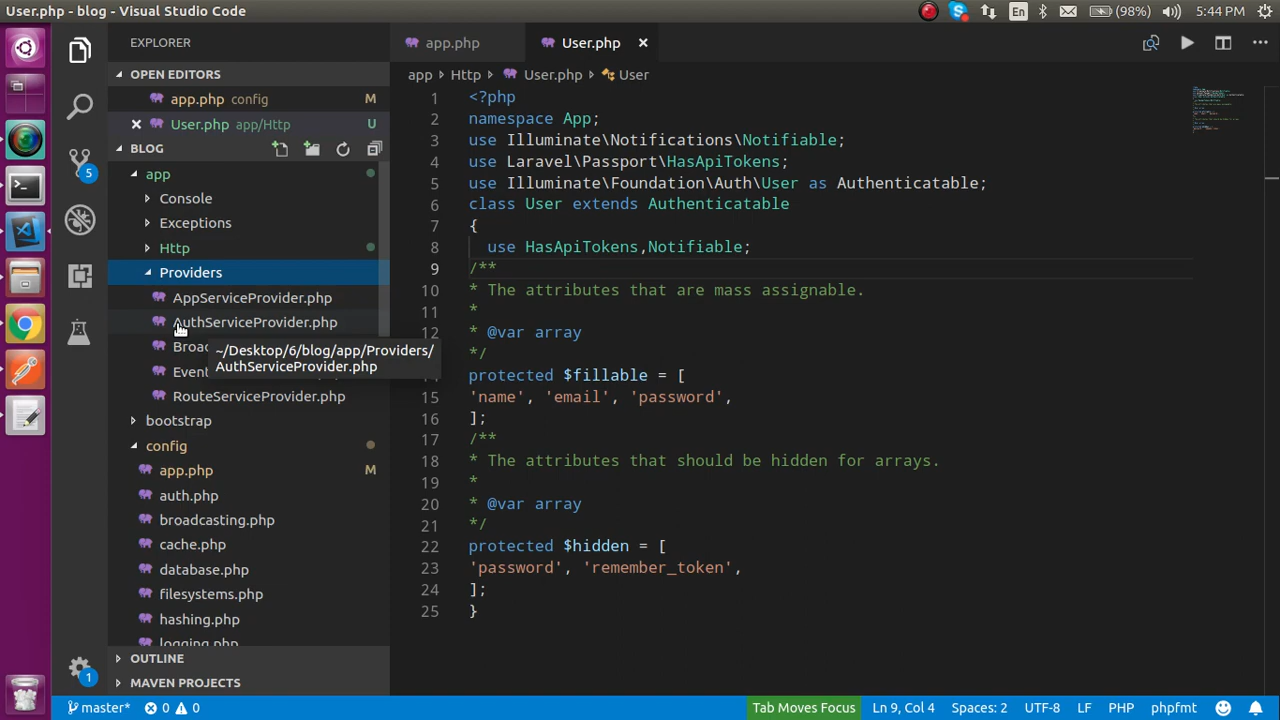 User.php - blog - Visual Studio Code
En
(98%)
5:44 PM
EXPLORER
OPEN EDITORS
app.php config M
User.php app/Http U
BLOG
5
app
Console
Exceptions
Http
Providers
AppServiceProvider.php
AuthServiceProvider.php
Broad
Event
~/Desktop/6/blog/app/Providers/
AuthServiceProvider.php
RouteServiceProvider.php
bootstrap
config
app.php M
auth.php
broadcasting.php
cache.php
database.php
filesystems.php
hashing.php
logging.php
OUTLINE
MAVEN PROJECTS
1
app.php
User.php
app Http User.php User
1 <?php
2 namespace App;
3 use Illuminate\Notifications\Notifiable;
4 use Laravel\Passport\HasApiTokens;
5 use Illuminate\Foundation\Auth\User as Authenticatable;
6 class User extends Authenticatable
7 {
8 use HasApiTokens,Notifiable;
9 /**
10 * The attributes that are mass assignable.
11 *
12 * @var array
13 */
14 protected $fillable = [
15 'name', 'email', 'password',
16 ];
17 /**
18 * The attributes that should be hidden for arrays.
19 *
20 * @var array
21 */
22 protected $hidden = [
23 'password', 'remember_token',
24 ];
25 }
master* 0 0
Tab Moves Focus Ln 9, Col 4 Spaces: 2 UTF-8 LF PHP phpfmt